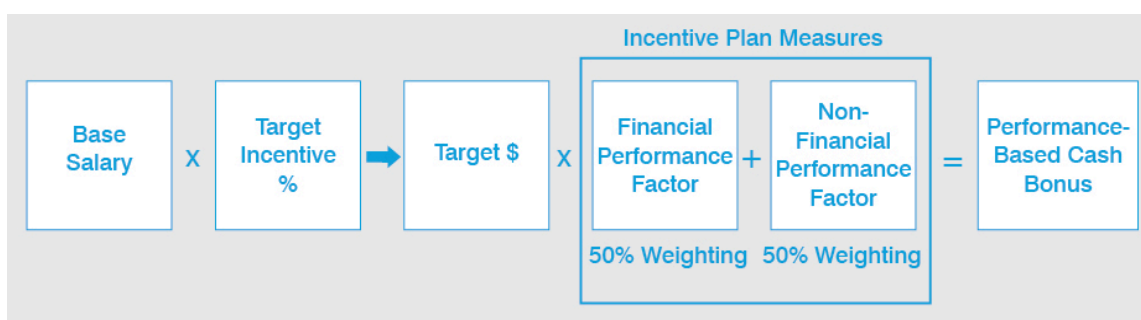 Incentive Plan Measures
Base
Salary
x
Target
Incentive
%
Target $
x
Financial
Performance
Factor
+
Non-
Financial
Performance
Factor
=
Performance-
Based Cash
Bonus
50% Weighting
50% Weighting